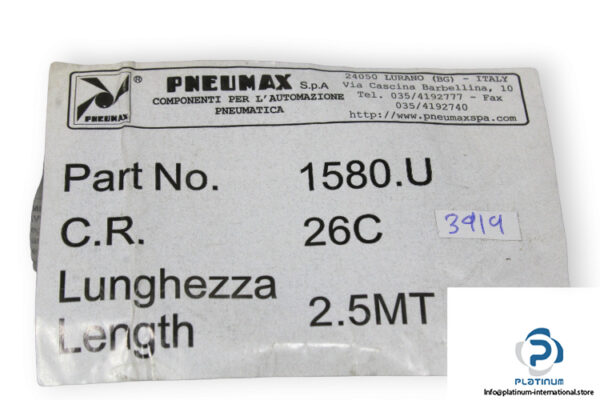 PNEUMAX
®
PNEUMAX S.p.A
COMPONENTI PER L'AUTOMAZIONE
PNEUMATICA
24050 LURANO (BG) - ITALY
Via Cascina Barbellina, 10
Tel. 035/4192777 - Fax
035/4192740
http://www.pneumaxspa.com
Part No. 1580.U
C.R. 26C
3919
Lunghezza
Length
2.5MT
PLATINUM
Info@platinum-international.store